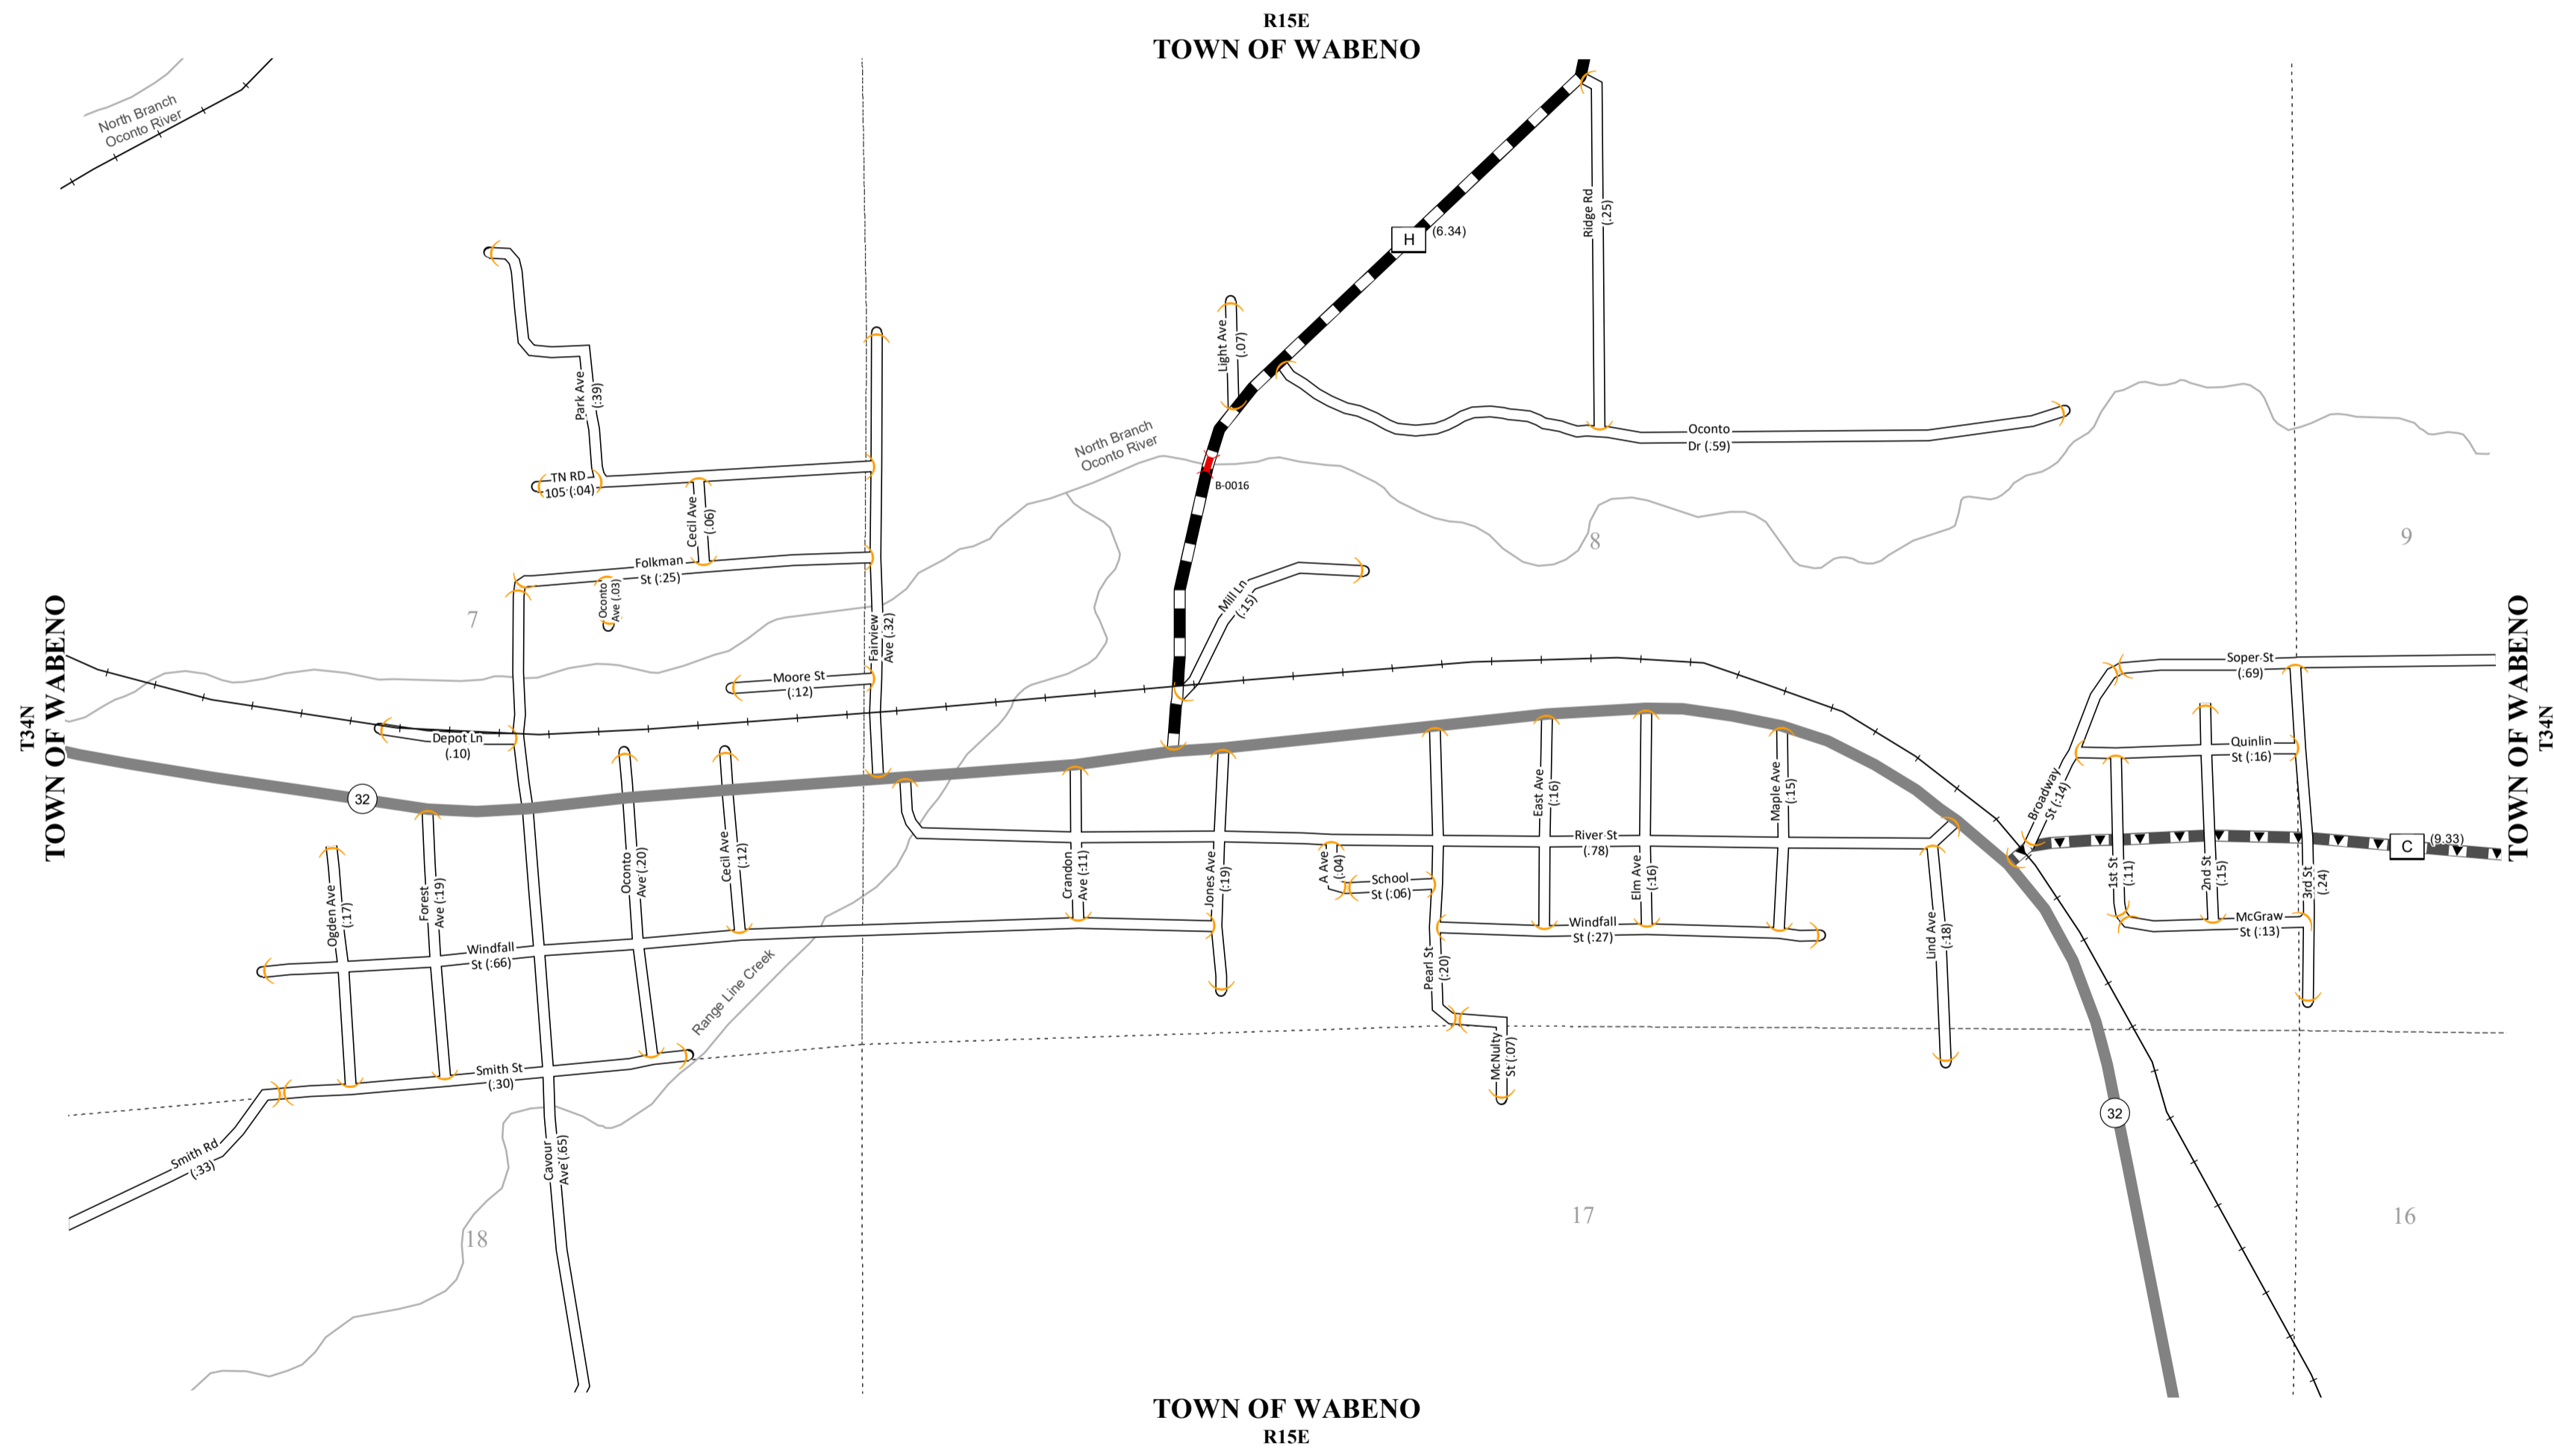 R15E
TOWN OF WABENO
North Branch
Oconto River
Ridge Rd
(.25)
H
(6.34)
Light Ave
(.07)
Park Ave
(.39)
Oconto
Dr (.59)
North Branch
Oconto River
TN RD
105 (.04)
B-0016
Cecil Ave
(.06)
8
9
Folkman
St (.25)
Oconto
Ave (.03)
Mill Ln
(.15)
7
Fairview
Ave (.32)
TOWN OF WABENO
T34N
TOWN OF WABENO
T34N
Moore St
(.12)
Soper St
(.69)
Depot Ln
(.10)
Quinlin
St (.16)
Broadway
St (.14)
32
East Ave
(.16)
Maple Ave
(.15)
River St
(.78)
C
(9.33)
Ogden Ave
(.17)
Forest
Ave (.19)
Oconto
Ave (.20)
Cecil Ave
(.12)
Crandon
Ave (.11)
Jones Ave
(.19)
A Ave
(.04)
School
St (.06)
Elm Ave
(.16)
1st St
(.11)
2nd St
(.15)
3rd St
(.24)
McGraw
St (.13)
Windfall
St (.66)
Windfall
St (.27)
Pearl St
(.20)
Lind Ave
(.18)
Range Line Creek
Smith St
(.30)
McNulty
St (.07)
32
Smith Rd
(.33)
Cavour
Ave (.65)
18
17
16
TOWN OF WABENO
R15E